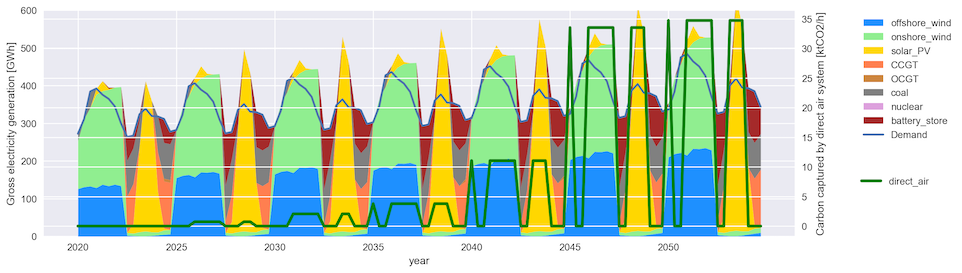 Gross electricity generation [GWh]
600
500
400
300
200
100
0
2020
2025
2030
2035
2040
2045
2050
year
35
30
25
20
15
10
5
0
Carbon captured by direct air system [ktCO2/h]
offshore_wind
onshore_wind
solar_PV
CCGT
OCGT
coal
nuclear
battery_store
Demand
direct_air